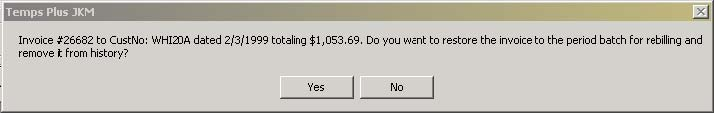 Temps Plus JKM
Invoice #26682 to CustNo: WHI20A dated 2/3/1999 totaling $1,053.69. Do you want to restore the invoice to the period batch for rebilling and
remove it from history?
Yes No